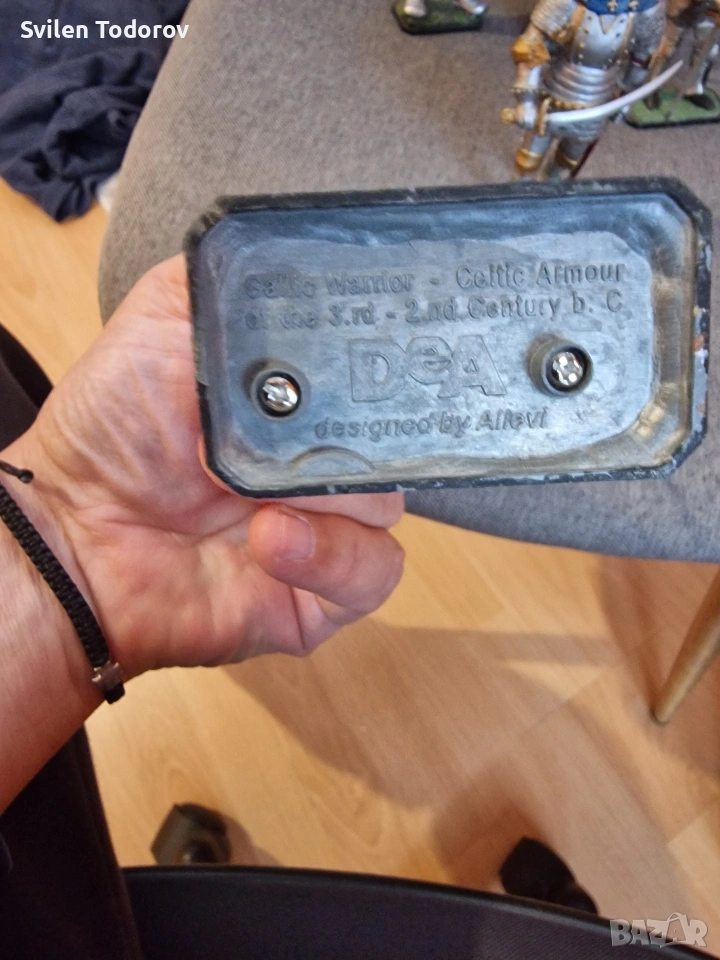 Svilen Todorov
Celtic Warrior - Celtic Armour
of the 3.rd - 2.nd Century b. C.
DeA
designed by Allevi
BAZAR